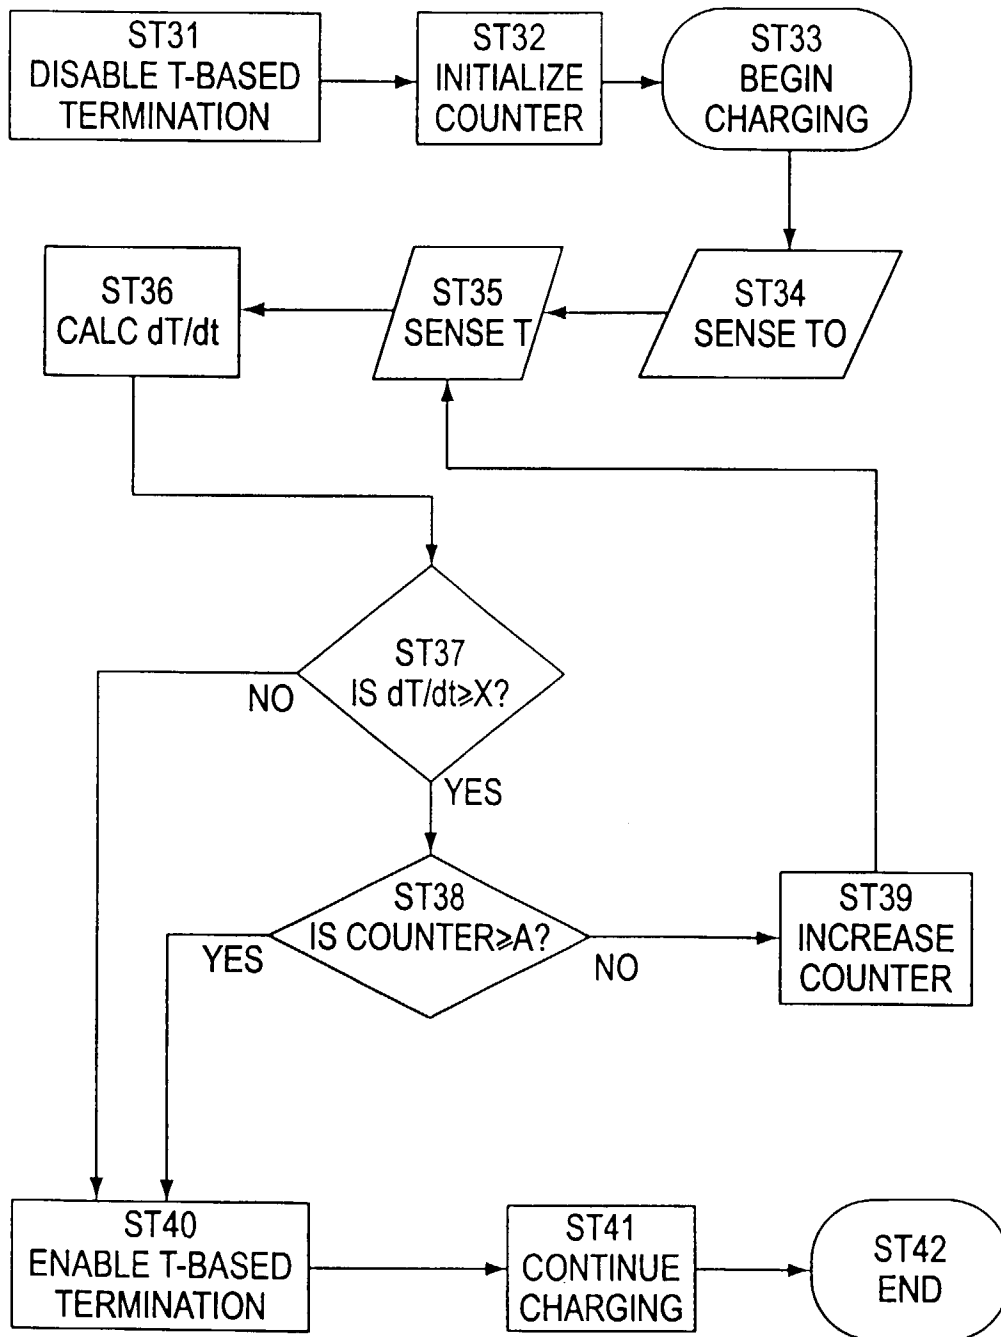 ST31
DISABLE T-BASED
TERMINATION
ST32
INITIALIZE
COUNTER
ST33
BEGIN
CHARGING
ST36
CALC dT/dt
ST35
SENSE T
ST34
SENSE TO
ST37
IS dT/dt≥X?
NO
YES
ST38
IS COUNTER≥A?
YES
NO
ST39
INCREASE
COUNTER
ST40
ENABLE T-BASED
TERMINATION
ST41
CONTINUE
CHARGING
ST42
END